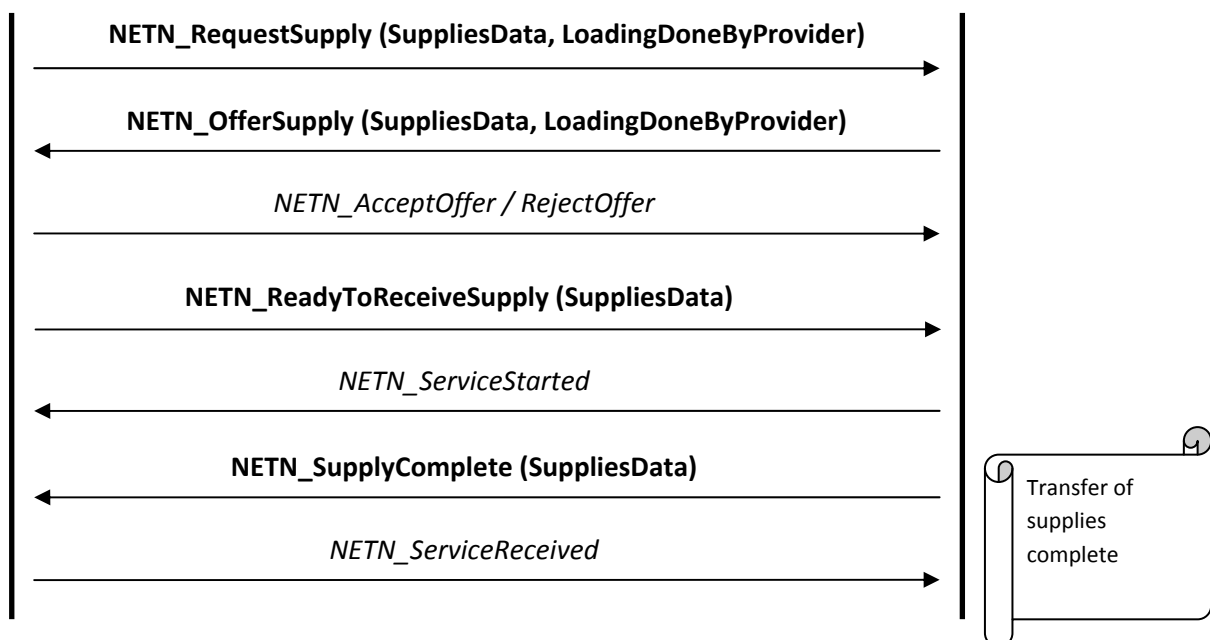 NETN_RequestSupply (SuppliesData, LoadingDoneByProvider)
NETN_OfferSupply (SuppliesData, LoadingDoneByProvider)
NETN_AcceptOffer / RejectOffer
NETN_ReadyToReceiveSupply (SuppliesData)
NETN_ServiceStarted
NETN_SupplyComplete (SuppliesData)
NETN_ServiceReceived
Transfer of
supplies
complete